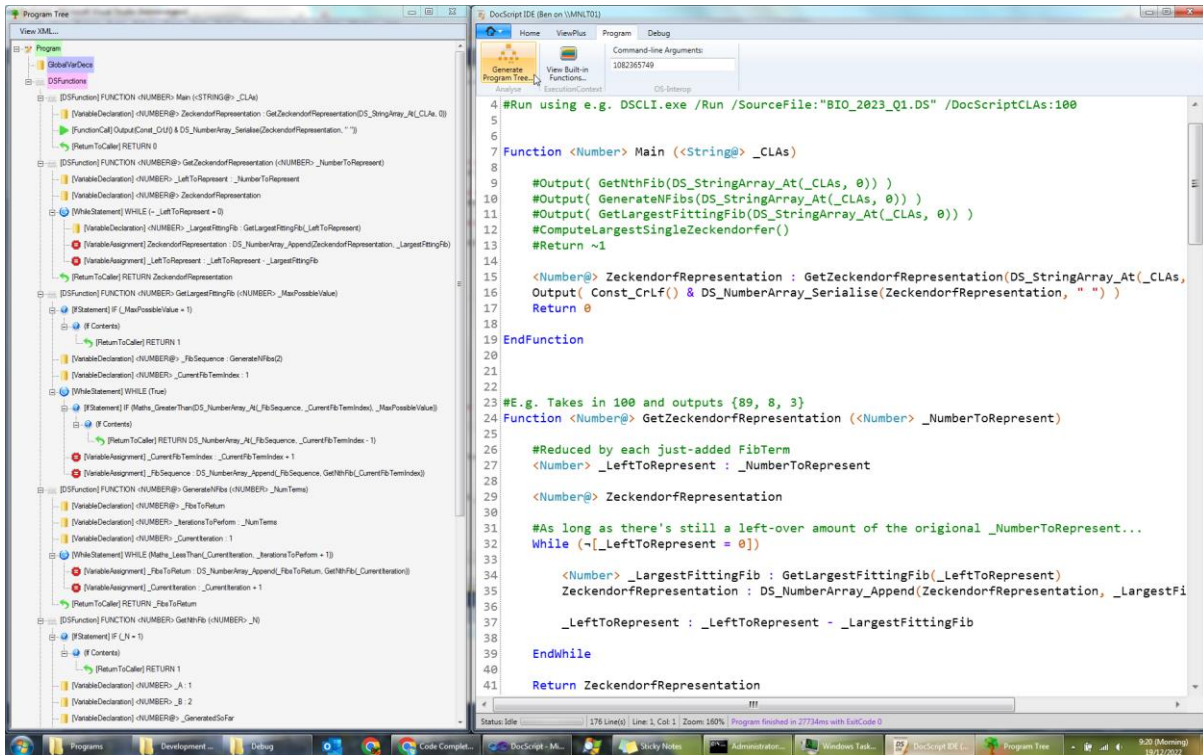 Program Tree
View XML...
Program
GlobalVarDecs
DSFunctions
[DSFunction] FUNCTION <NUMBER> Main (<STRING@> _CLAs)
[VariableDeclaration] <NUMBER@> ZeckendorfRepresentation : GetZeckendorfRepresentation(DS_StringArray_At(_CLAs, 0))
[FunctionCall] Output(Const_CrLf() & DS_NumberArray_Serialise(ZeckendorfRepresentation, " "))
[ReturnToCaller] RETURN 0
[DSFunction] FUNCTION <NUMBER@> GetZeckendorfRepresentation (<NUMBER> _NumberToRepresent)
[VariableDeclaration] <NUMBER> _LeftToRepresent : _NumberToRepresent
[VariableDeclaration] <NUMBER@> ZeckendorfRepresentation
[WhileStatement] WHILE (¬ _LeftToRepresent = 0)
[VariableDeclaration] <NUMBER> _LargestFittingFib : GetLargestFittingFib(_LeftToRepresent)
[VariableAssignment] ZeckendorfRepresentation : DS_NumberArray_Append(ZeckendorfRepresentation, _LargestFittingFib)
[VariableAssignment] _LeftToRepresent : _LeftToRepresent - _LargestFittingFib
[ReturnToCaller] RETURN ZeckendorfRepresentation
[DSFunction] FUNCTION <NUMBER> GetLargestFittingFib (<NUMBER> _MaxPossibleValue)
[IfStatement] IF (_MaxPossibleValue = 1)
(If Contents)
[ReturnToCaller] RETURN 1
[VariableDeclaration] <NUMBER@> _FibSequence : GenerateNFibs(2)
[VariableDeclaration] <NUMBER> _CurrentFibTermIndex : 1
[WhileStatement] WHILE (True)
[IfStatement] IF (Maths_GreaterThan(DS_NumberArray_At(_FibSequence, _CurrentFibTermIndex), _MaxPossibleValue))
(If Contents)
[ReturnToCaller] RETURN DS_NumberArray_At(_FibSequence, _CurrentFibTermIndex - 1)
[VariableAssignment] _CurrentFibTermIndex : _CurrentFibTermIndex + 1
[VariableAssignment] _FibSequence : DS_NumberArray_Append(_FibSequence, GetNthFib(_CurrentFibTermIndex))
[DSFunction] FUNCTION <NUMBER@> GenerateNFibs (<NUMBER> _NumTerms)
[VariableDeclaration] <NUMBER@> _FibsToReturn
[VariableDeclaration] <NUMBER> _IterationsToPerform : _NumTerms
[VariableDeclaration] <NUMBER> _CurrentIteration : 1
[WhileStatement] WHILE (Maths_LessThan(_CurrentIteration, _IterationsToPerform + 1))
[VariableAssignment] _FibsToReturn : DS_NumberArray_Append(_FibsToReturn, GetNthFib(_CurrentIteration))
[VariableAssignment] _CurrentIteration : _CurrentIteration + 1
[ReturnToCaller] RETURN _FibsToReturn
[DSFunction] FUNCTION <NUMBER> GetNthFib (<NUMBER> _N)
[IfStatement] IF (_N = 1)
(If Contents)
[ReturnToCaller] RETURN 1
[VariableDeclaration] <NUMBER> _A : 1
[VariableDeclaration] <NUMBER> _B : 2
[VariableDeclaration] <NUMBER@> _GeneratedSoFar
DocScript IDE (Ben on \\MNLT01)
Home ViewPlus Program Debug
Generate Program Tree...
View Built-in Functions...
Command-line Arguments:
1082365749
Analyse ExecutionContext OS-Interop
4 #Run using e.g. DSCLI.exe /Run /SourceFile:"BIO_2023_Q1.DS" /DocScriptCLAs:100
5
6
7 Function <Number> Main (<String@> _CLAs)
8
9 #Output( GetNthFib(DS_StringArray_At(_CLAs, 0)) )
10 #Output( GenerateNFibs(DS_StringArray_At(_CLAs, 0)) )
11 #Output( GetLargestFittingFib(DS_StringArray_At(_CLAs, 0)) )
12 #ComputeLargestSingleZeckendorfer()
13 #Return ~1
14
15 <Number@> ZeckendorfRepresentation : GetZeckendorfRepresentation(DS_StringArray_At(_CLAs,
16 Output( Const_CrLf() & DS_NumberArray_Serialise(ZeckendorfRepresentation, " ") )
17 Return 0
18
19 EndFunction
20
21
22
23 #E.g. Takes in 100 and outputs {89, 8, 3}
24 Function <Number@> GetZeckendorfRepresentation (<Number> _NumberToRepresent)
25
26 #Reduced by each just-added FibTerm
27 <Number> _LeftToRepresent : _NumberToRepresent
28
29 <Number@> ZeckendorfRepresentation
30
31 #As long as there's still a left-over amount of the origional _NumberToRepresent...
32 While (¬[_LeftToRepresent = 0])
33
34 <Number> _LargestFittingFib : GetLargestFittingFib(_LeftToRepresent)
35 ZeckendorfRepresentation : DS_NumberArray_Append(ZeckendorfRepresentation, _LargestFi
36
37 _LeftToRepresent : _LeftToRepresent - _LargestFittingFib
38
39 EndWhile
40
41 Return ZeckendorfRepresentation
Status: Idle 176 Line(s) Line: 1, Col: 1 Zoom: 160% Program finished in 27734ms with ExitCode 0
Programs Development ... Debug Code Complet... DocScript - Mi... Sticky Notes Administrator:... Windows Task... DocScript IDE (... Program Tree 9:20 (Morning)
19/12/2022